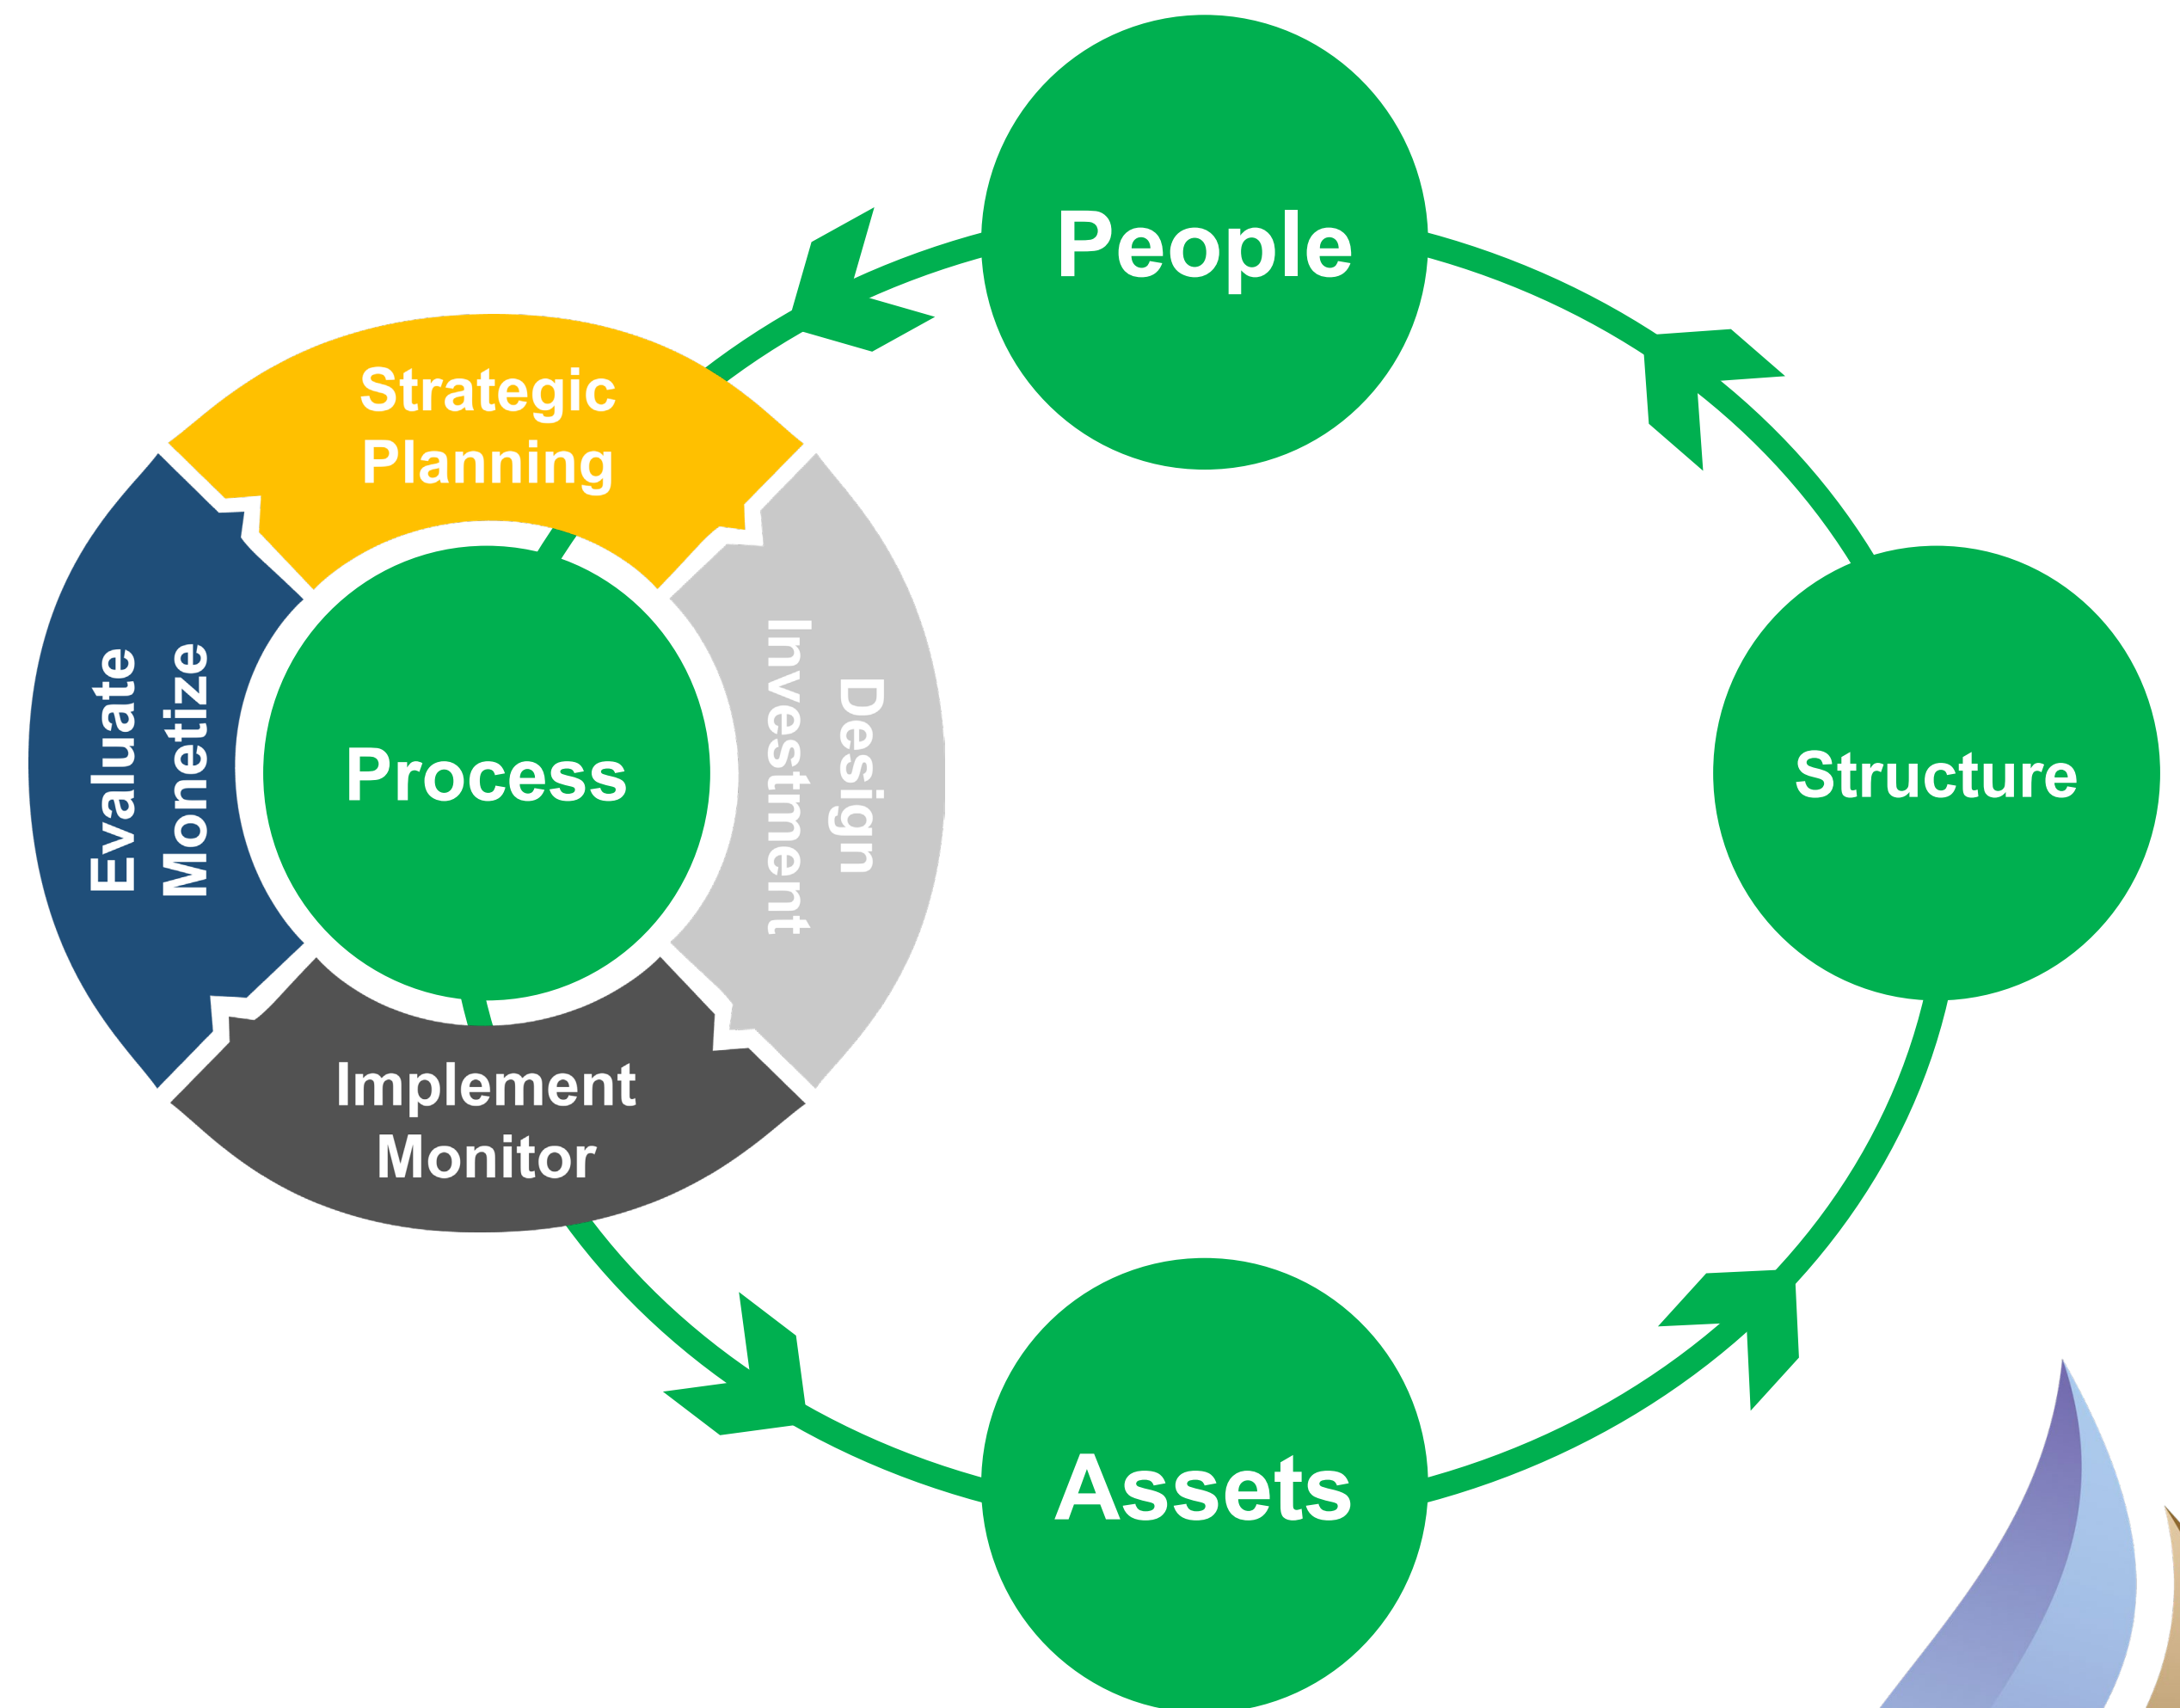 People
Strategic
Planning
Evaluate
Monetize
Process
Design
Investment
Structure
Implement
Monitor
Assets